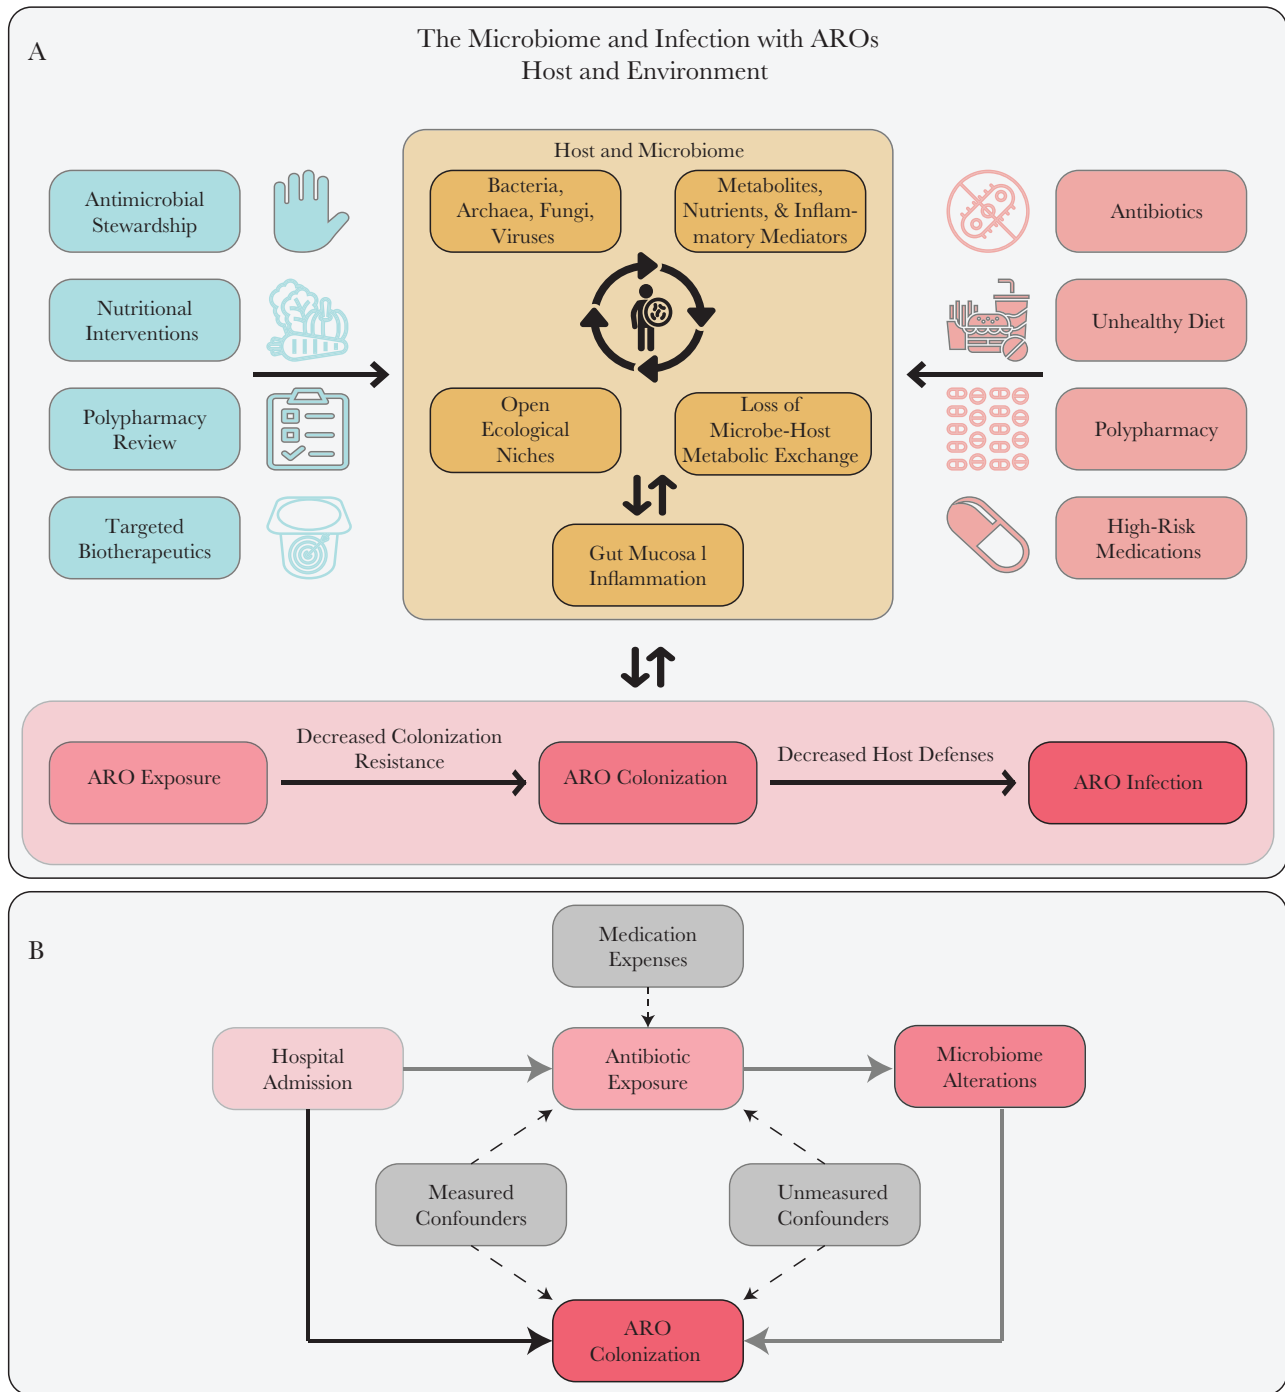 A
The Microbiome and Infection with AROs
Host and Environment
Antimicrobial
Stewardship
Nutritional
Interventions
Polypharmacy
Review
Targeted
Biotherapeutics
Host and Microbiome
Bacteria,
Archaea, Fungi,
Viruses
Metabolites,
Nutrients, & Inflam-
matory Mediators
Open
Ecological
Niches
Loss of
Microbe-Host
Metabolic Exchange
Gut Mucosa l
Inflammation
Antibiotics
Unhealthy Diet
Polypharmacy
High-Risk
Medications
ARO Exposure
Decreased Colonization
Resistance
ARO Colonization
Decreased Host Defenses
ARO Infection
B
Medication
Expenses
Hospital
Admission
Antibiotic
Exposure
Microbiome
Alterations
Measured
Confounders
Unmeasured
Confounders
ARO
Colonization